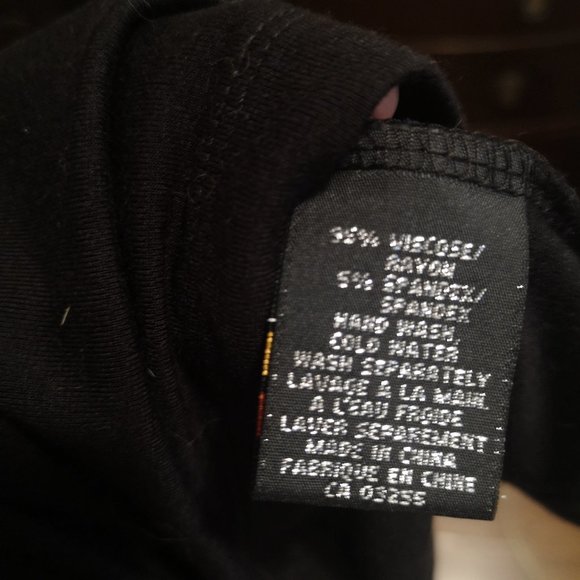 95% VISCOSE/
RAYON
5% SPANDEX/
SPANDEX
HAND WASH,
COLD WATER
WASH SEPARATELY
LAVAGE À LA MAIN,
A L'EAU FROIDE
LAVER SEPAREMENT
MADE IN CHINA
FABRIQUE EN CHINE
CA 03255